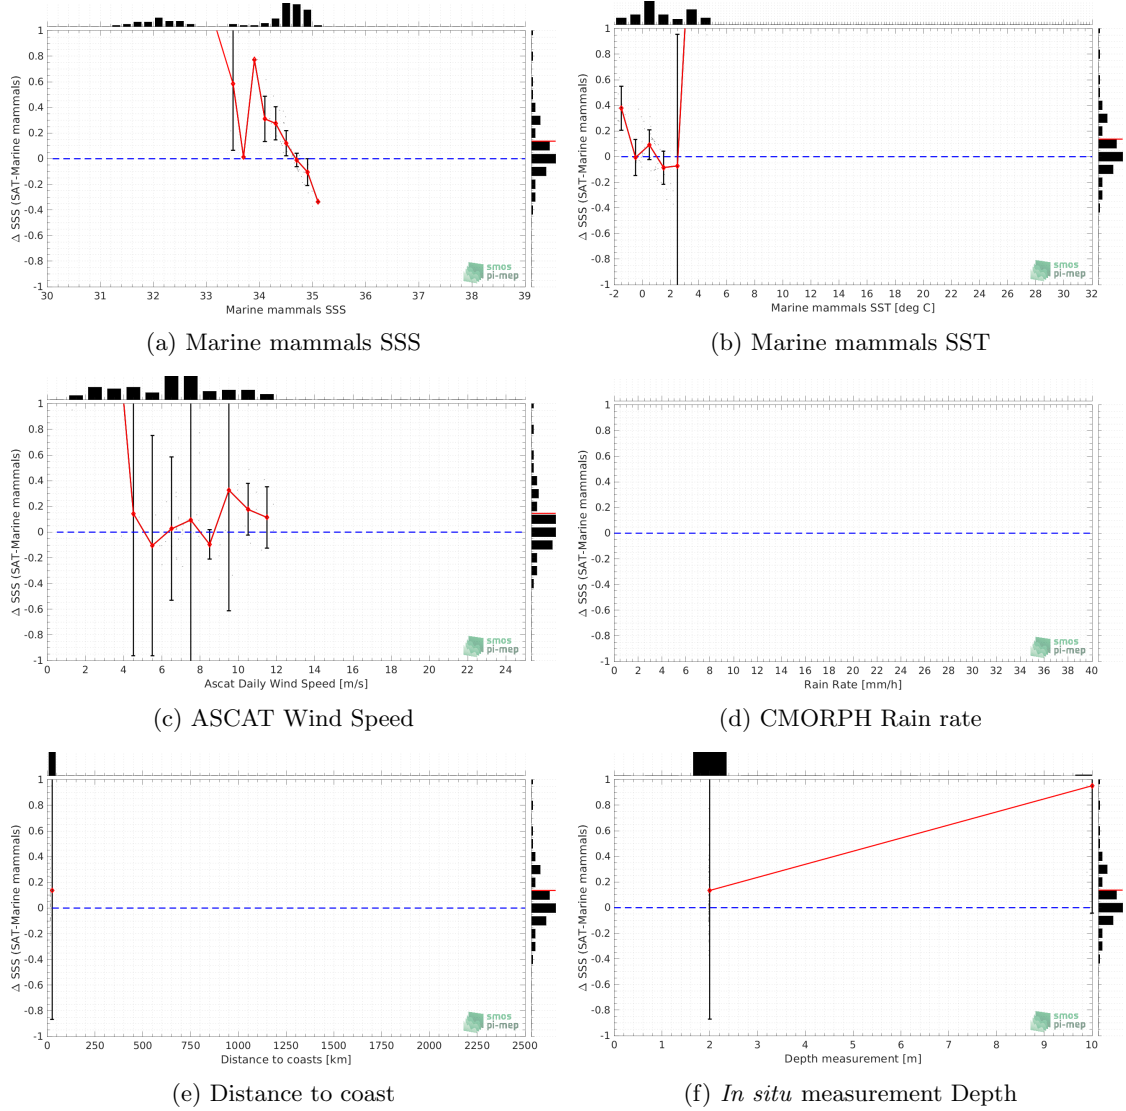 1
0.8
0.6
0.4
0.2
0
-0.2
-0.4
-0.6
-0.8
-1
Δ SSS (SAT-Marine mammals)
smos
pi-mep
30 31 32 33 34 35 36 37 38 39
Marine mammals SSS
(a) Marine mammals SSS
1
0.8
0.6
0.4
0.2
0
-0.2
-0.4
-0.6
-0.8
-1
Δ SSS (SAT-Marine mammals)
smos
pi-mep
-2 0 2 4 6 8 10 12 14 16 18 20 22 24 26 28 30 32
Marine mammals SST [deg C]
(b) Marine mammals SST
1
0.8
0.6
0.4
0.2
0
-0.2
-0.4
-0.6
-0.8
-1
Δ SSS (SAT-Marine mammals)
smos
pi-mep
0 2 4 6 8 10 12 14 16 18 20 22 24
Ascat Daily Wind Speed [m/s]
(c) ASCAT Wind Speed
1
0.8
0.6
0.4
0.2
0
-0.2
-0.4
-0.6
-0.8
-1
Δ SSS (SAT-Marine mammals)
smos
pi-mep
0 2 4 6 8 10 12 14 16 18 20 22 24 26 28 30 32 34 36 38 40
Rain Rate [mm/h]
(d) CMORPH Rain rate
1
0.8
0.6
0.4
0.2
0
-0.2
-0.4
-0.6
-0.8
-1
Δ SSS (SAT-Marine mammals)
smos
pi-mep
0 250 500 750 1000 1250 1500 1750 2000 2250 2500
Distance to coasts [km]
(e) Distance to coast
1
0.8
0.6
0.4
0.2
0
-0.2
-0.4
-0.6
-0.8
-1
Δ SSS (SAT-Marine mammals)
smos
pi-mep
0 1 2 3 4 5 6 7 8 9 10
Depth measurement [m]
(f) In situ measurement Depth